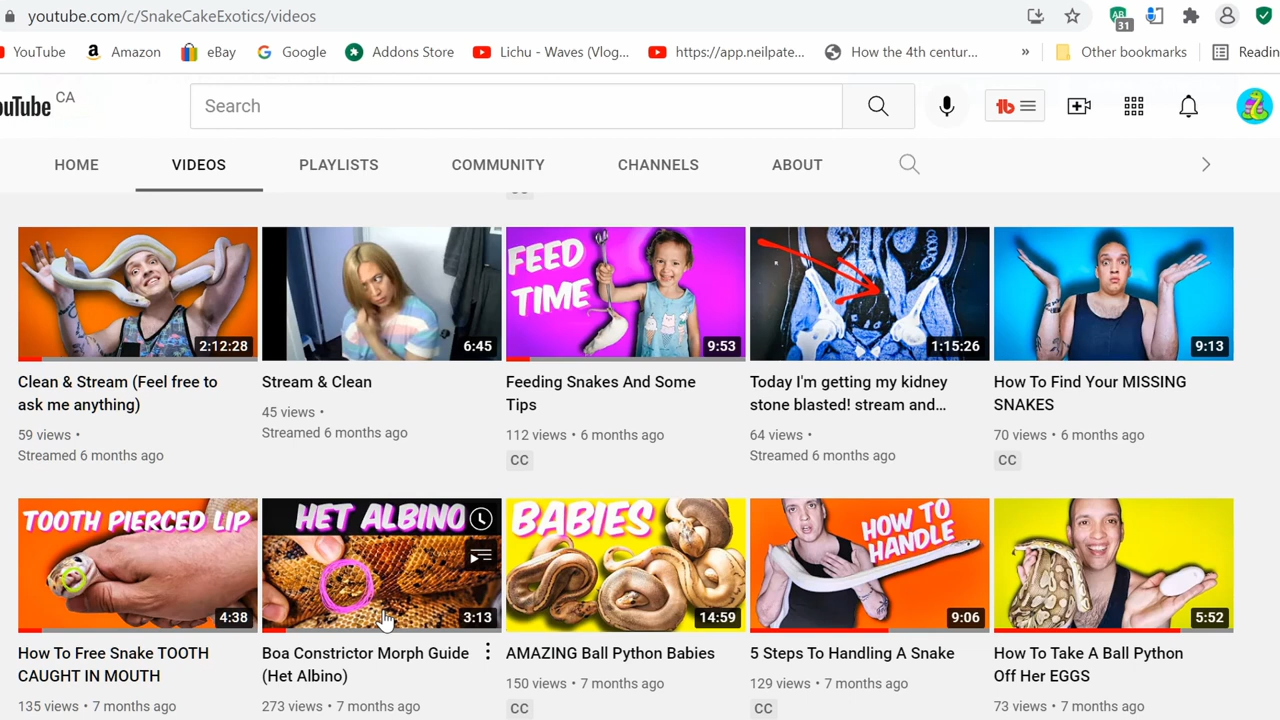 youtube.com/c/SnakeCakeExotics/videos
31
YouTube
Amazon
eBay
Google
Addons Store
Lichu - Waves (Vlog...
https://app.neilpate...
How the 4th centur...
»
Other bookmarks
Readin
ouTube CA
Search
HOME
VIDEOS
PLAYLISTS
COMMUNITY
CHANNELS
ABOUT
2:12:28
6:45
FEED
TIME
9:53
1:15:26
9:13
Clean & Stream (Feel free to
ask me anything)
59 views •
Streamed 6 months ago
Stream & Clean
45 views •
Streamed 6 months ago
Feeding Snakes And Some
Tips
112 views • 6 months ago
CC
Today I'm getting my kidney
stone blasted! stream and...
64 views •
Streamed 6 months ago
How To Find Your MISSING
SNAKES
70 views • 6 months ago
CC
TOOTH PIERCED LIP
4:38
HET ALBINO
3:13
BABIES
14:59
HOW TO
HANDLE
9:06
5:52
How To Free Snake TOOTH
CAUGHT IN MOUTH
135 views • 7 months ago
Boa Constrictor Morph Guide
(Het Albino)
273 views • 7 months ago
AMAZING Ball Python Babies
150 views • 7 months ago
CC
5 Steps To Handling A Snake
129 views • 7 months ago
CC
How To Take A Ball Python
Off Her EGGS
73 views • 7 months ago